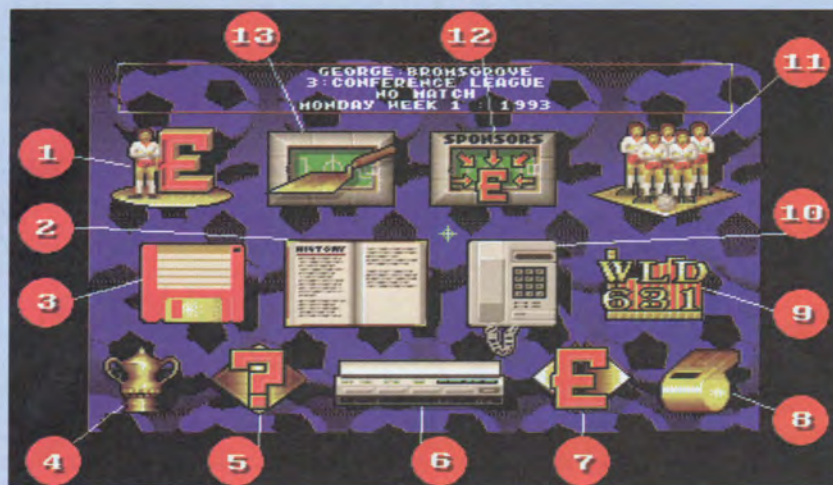 13
12
11
GEORGE:BROMSGROVE
3:CONFERENCE LEAGUE
NO MATCH
MONDAY WEEK 1 : 1993
1
E
SPONSORS
E
2
HISTORY
10
3
WLD
631
9
?
E
4
5
6
7
8